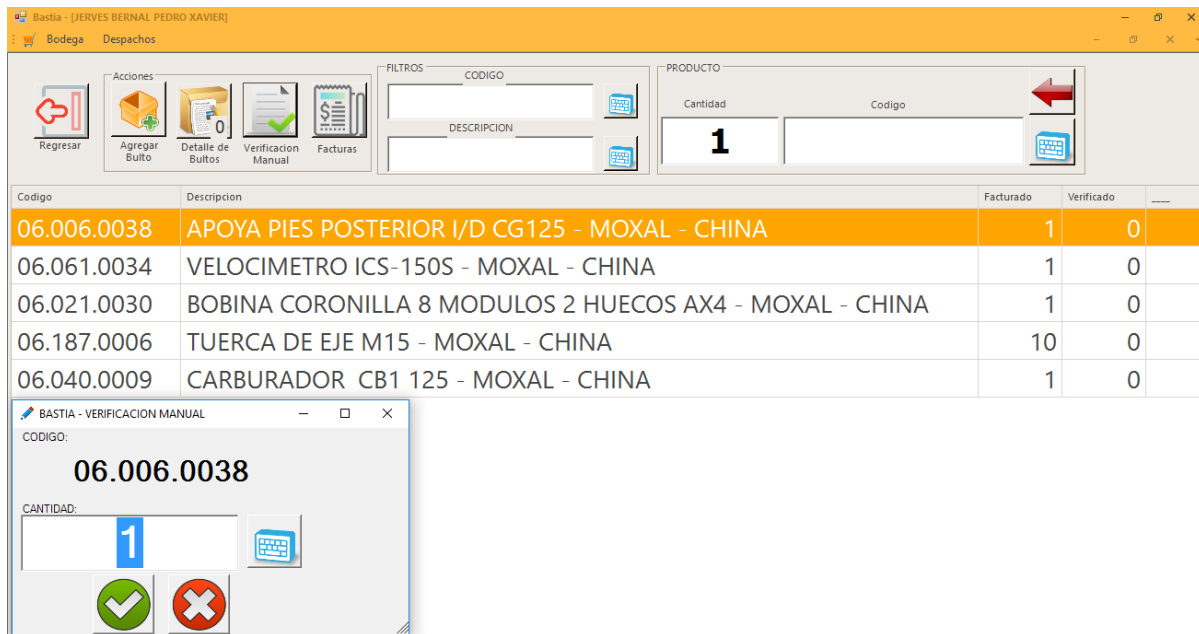 Bastia - [JERVES BERNAL PEDRO XAVIER]
Bodega Despachos
Acciones
FILTROS
CODIGO
PRODUCTO
Cantidad Codigo
DESCRIPCION
0
1
Regresar
Agregar Bulto
Detalle de Bultos
Verificacion Manual
Facturas
Codigo Descripcion Facturado Verificado ___
06.006.0038 APOYA PIES POSTERIOR I/D CG125 - MOXAL - CHINA 1 0
06.061.0034 VELOCIMETRO ICS-150S - MOXAL - CHINA 1 0
06.021.0030 BOBINA CORONILLA 8 MODULOS 2 HUECOS AX4 - MOXAL - CHINA 1 0
06.187.0006 TUERCA DE EJE M15 - MOXAL - CHINA 10 0
06.040.0009 CARBURADOR CB1 125 - MOXAL - CHINA 1 0
BASTIA - VERIFICACION MANUAL
CODIGO:
06.006.0038
CANTIDAD:
1